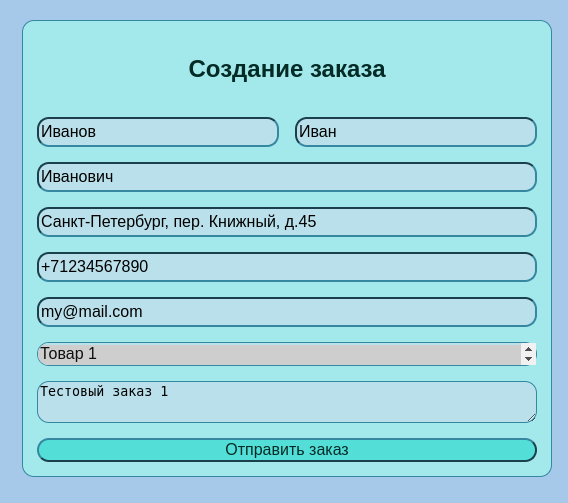 Создание заказа
Иванов Иван
Иванович
Санкт-Петербург, пер. Книжный, д.45
+71234567890
my@mail.com
Товар 1
Тестовый заказ 1
Отправить заказ